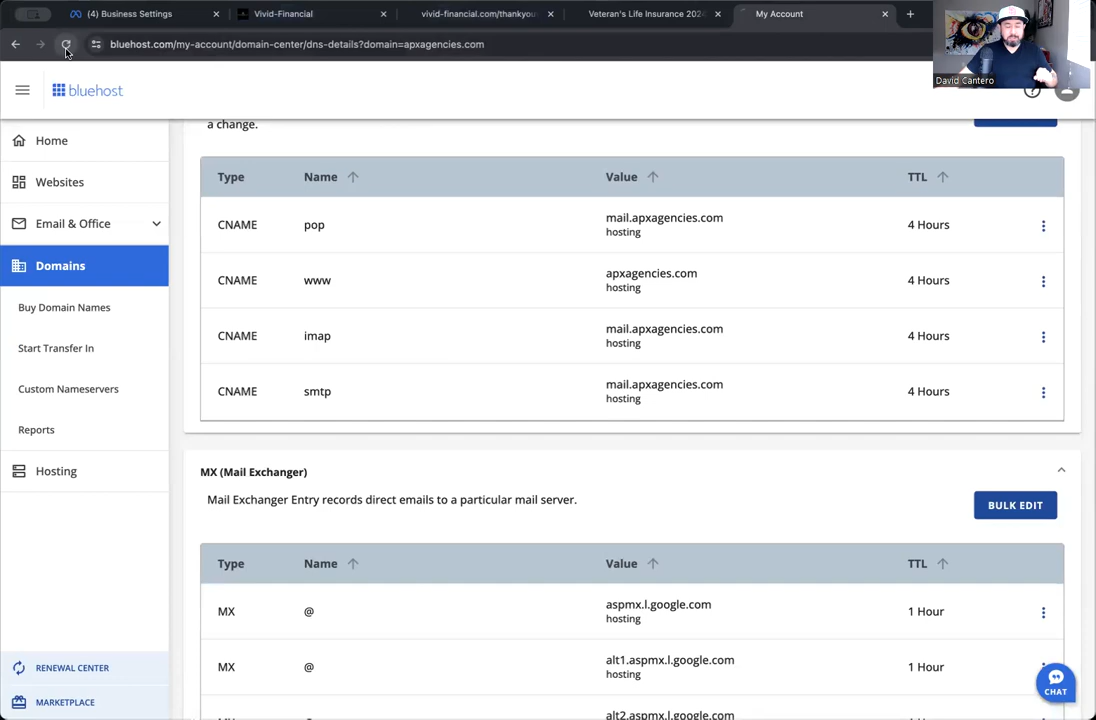 (4) Business Settings
Vivid-Financial
vivid-financial.com/thankyou
Veteran's Life Insurance 2024
My Account
bluehost.com/my-account/domain-center/dns-details?domain=apxagencies.com
David Cantero
bluehost
Home
Websites
Email & Office
Domains
Buy Domain Names
Start Transfer In
Custom Nameservers
Reports
Hosting
RENEWAL CENTER
MARKETPLACE
a change.
Type Name Value TTL
CNAME pop mail.apxagencies.com 4 Hours
hosting
CNAME www apxagencies.com 4 Hours
hosting
CNAME imap mail.apxagencies.com 4 Hours
hosting
CNAME smtp mail.apxagencies.com 4 Hours
hosting
MX (Mail Exchanger)
Mail Exchanger Entry records direct emails to a particular mail server.
BULK EDIT
Type Name Value TTL
MX @ aspmx.l.google.com 1 Hour
hosting
MX @ alt1.aspmx.l.google.com 1 Hour
hosting
alt2.aspmx.l.google.com
CHAT